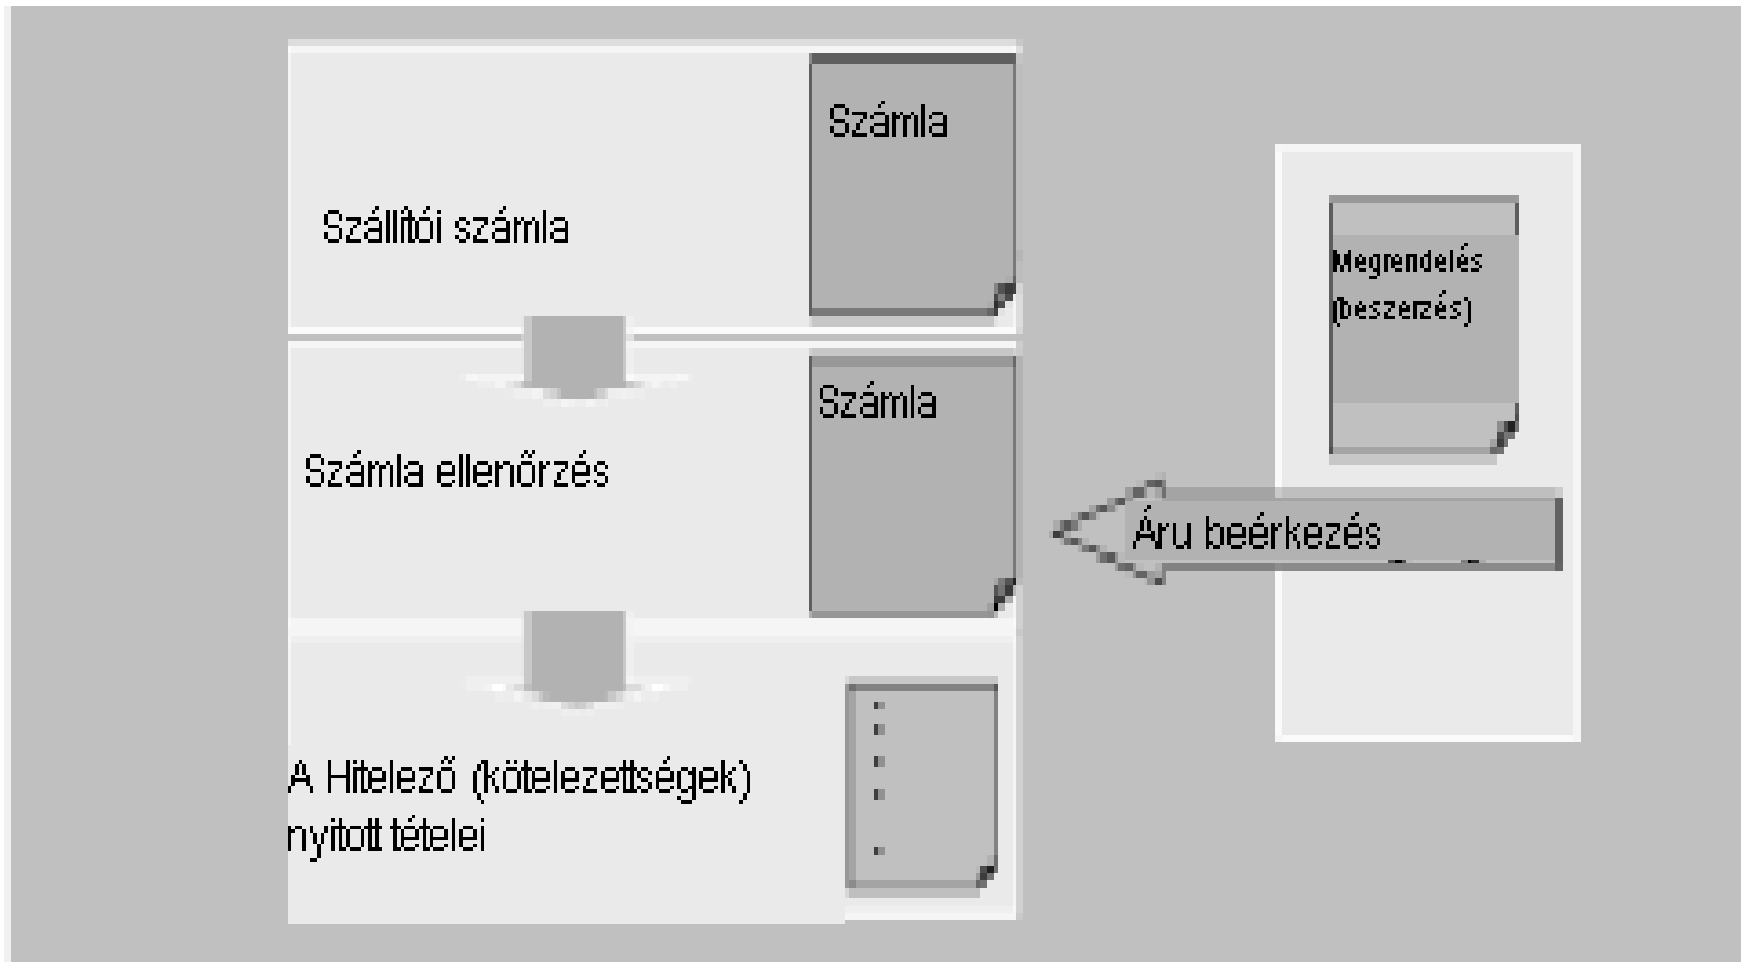 Számla
Szállítói számla
Számla
Számla ellenőrzés
A Hitelező (kötelezettségek)
nyitott tételei
Megrendelés
(beszerzés)
Áru beérkezés